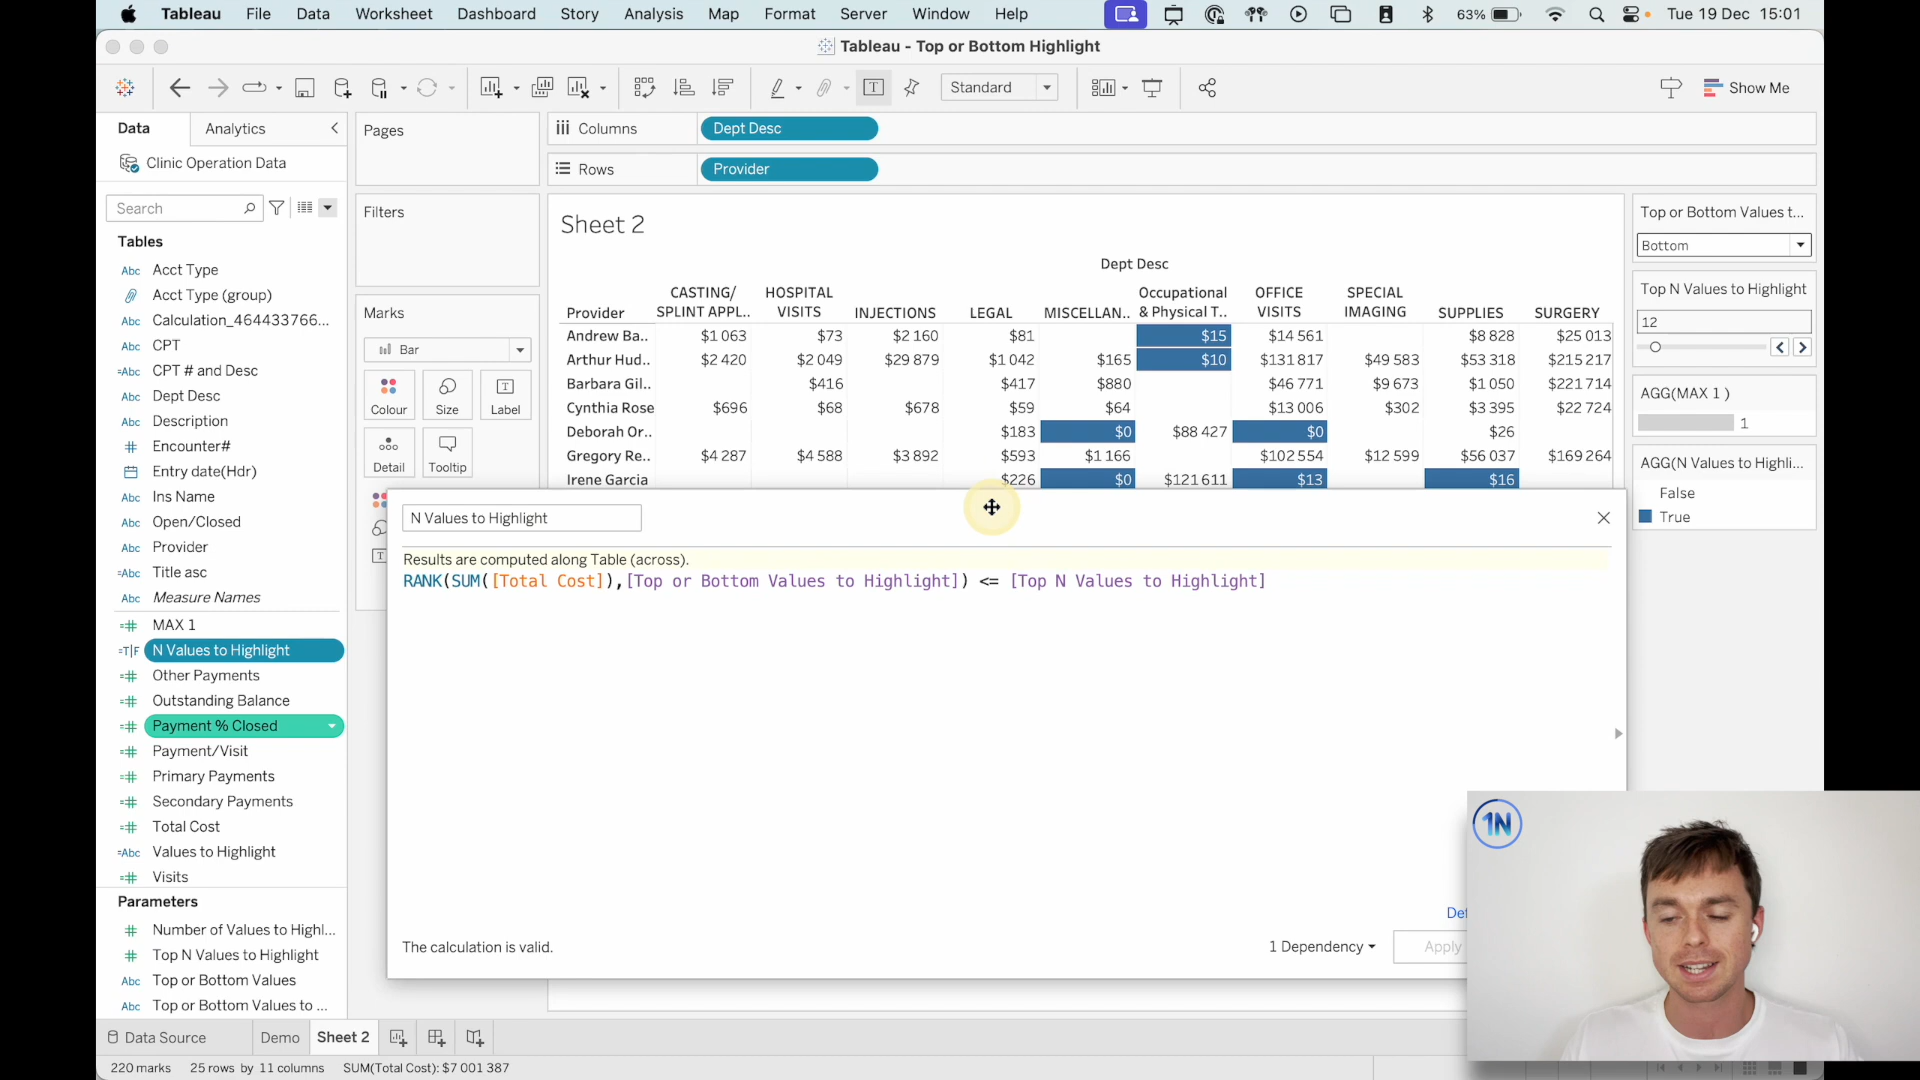 Tableau File Data Worksheet Dashboard Story Analysis Map Format Server Window Help 63% Tue 19 Dec 15:01
Tableau - Top or Bottom Highlight
Standard Show Me
Data Analytics
Clinic Operation Data
Search
Tables
Abc Acct Type
Acct Type (group)
Abc Calculation_464433766...
Abc CPT
=Abc CPT # and Desc
Abc Dept Desc
Abc Description
Encounter#
Entry date(Hdr)
Abc Ins Name
Abc Open/Closed
Abc Provider
=Abc Title asc
Abc Measure Names
MAX 1
=T|F N Values to Highlight
Other Payments
Outstanding Balance
Payment % Closed
Payment/Visit
Primary Payments
Secondary Payments
Total Cost
=Abc Values to Highlight
Visits
Parameters
Number of Values to Highl...
Top N Values to Highlight
Abc Top or Bottom Values
Abc Top or Bottom Values to ...
Pages
Filters
Marks
Bar
Colour Size Label
Detail Tooltip
Columns Dept Desc
Rows Provider
Sheet 2
Dept Desc
Provider CASTING/ SPLINT APPL.. HOSPITAL VISITS INJECTIONS LEGAL MISCELLAN.. Occupational & Physical T.. OFFICE VISITS SPECIAL IMAGING SUPPLIES SURGERY
Andrew Ba.. $1 063 $73 $2 160 $81 $15 $14 561 $8 828 $25 013
Arthur Hud.. $2 420 $2 049 $29 879 $1 042 $165 $10 $131 817 $49 583 $53 318 $215 217
Barbara Gil.. $416 $417 $880 $46 771 $9 673 $1 050 $221 714
Cynthia Rose $696 $68 $678 $59 $64 $13 006 $302 $3 395 $22 724
Deborah Or.. $183 $0 $88 427 $0 $26
Gregory Re.. $4 287 $4 588 $3 892 $593 $1 166 $102 554 $12 599 $56 037 $169 264
Irene Garcia $226 $0 $121 611 $13 $16
Top or Bottom Values t...
Bottom
Top N Values to Highlight
12
AGG(MAX 1 )
1
AGG(N Values to Highli...
False
True
N Values to Highlight
Results are computed along Table (across).
RANK(SUM([Total Cost]),[Top or Bottom Values to Highlight]) <= [Top N Values to Highlight]
Def
The calculation is valid. 1 Dependency Apply
1N
Data Source Demo Sheet 2
220 marks 25 rows by 11 columns SUM(Total Cost): $7 001 387